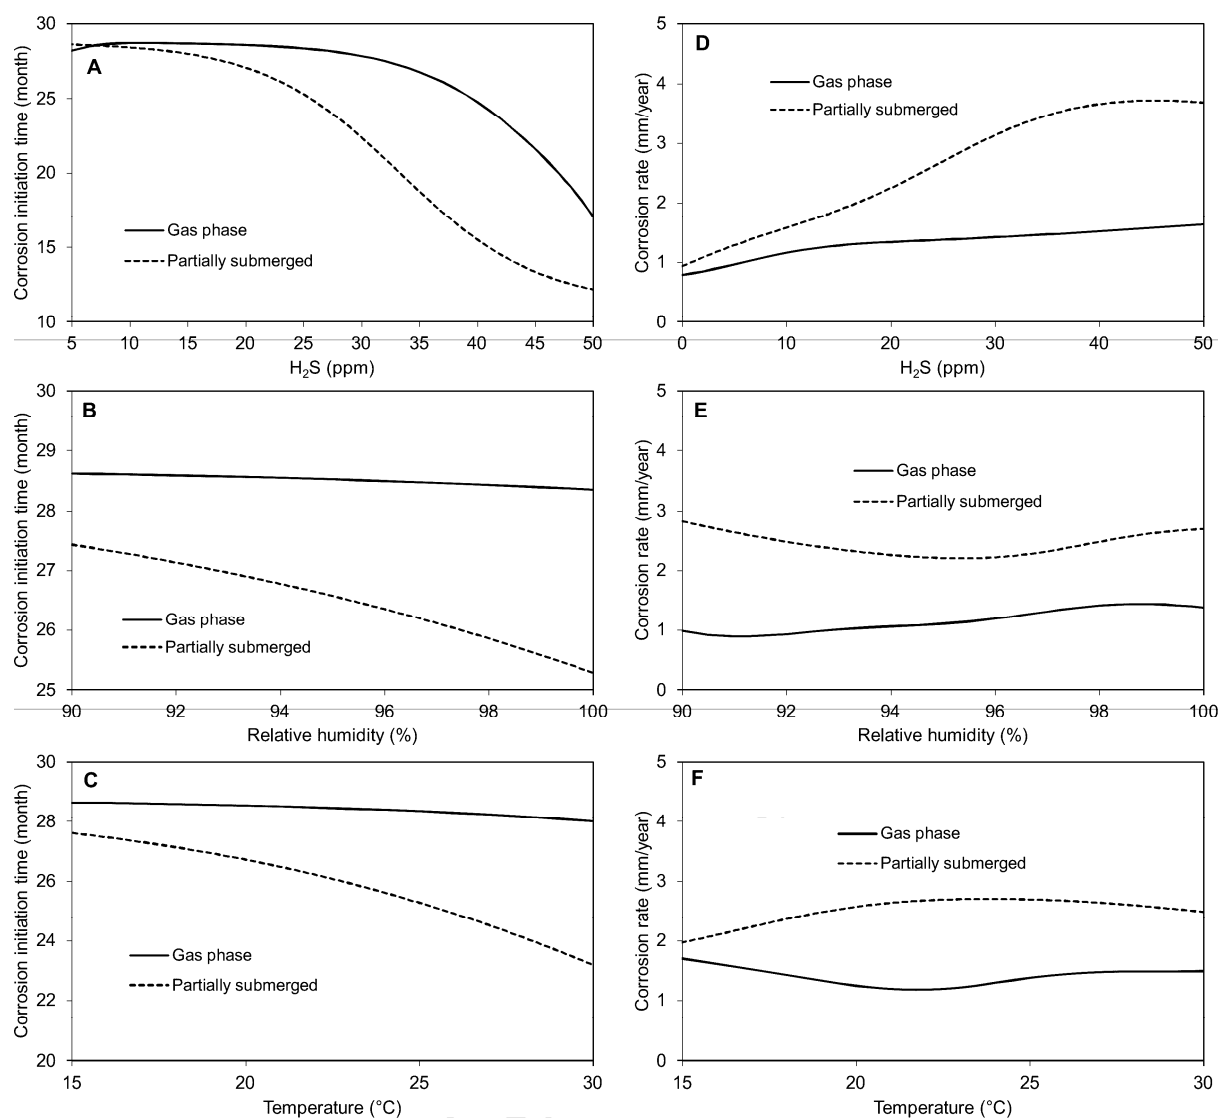 30
25
20
15
10
Corrosion initiation time (month)
A
Gas phase
Partially submerged
5 10 15 20 25 30 35 40 45 50
H₂S (ppm)
5
4
3
2
1
0
Corrosion rate (mm/year)
D
Gas phase
Partially submerged
0 10 20 30 40 50
H₂S (ppm)
30
29
28
27
26
25
Corrosion initiation time (month)
B
Gas phase
Partially submerged
90 92 94 96 98 100
Relative humidity (%)
5
4
3
2
1
0
Corrosion rate (mm/year)
E
Gas phase
Partially submerged
90 92 94 96 98 100
Relative humidity (%)
30
28
26
24
22
20
Corrosion initiation time (month)
C
Gas phase
Partially submerged
15 20 25 30
Temperature (°C)
5
4
3
2
1
0
Corrosion rate (mm/year)
F
Gas phase
Partially submerged
15 20 25 30
Temperature (°C)